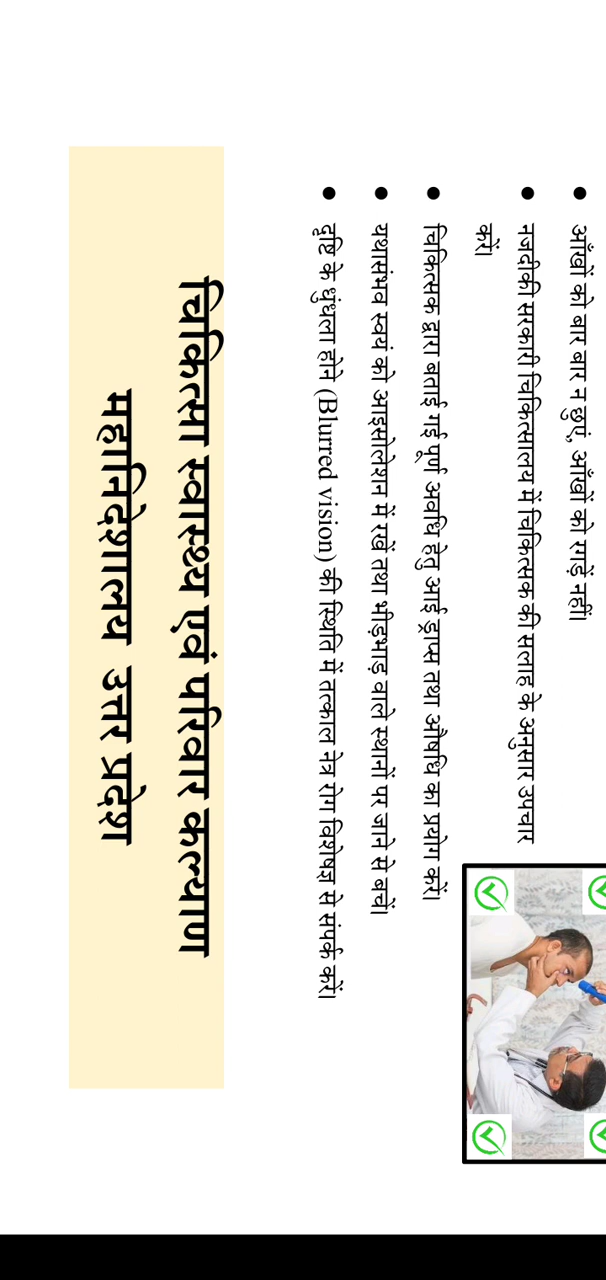 • आँखों को बार बार न छुएं, आँखों को रगड़ें नहीं।
• नजदीकी सरकारी चिकित्सालय में चिकित्सक की सलाह के अनुसार उपचार
करें।
• चिकित्सक द्वारा बताई गई पूर्ण अवधि हेतु आई ड्राप्स तथा औषधि का प्रयोग करें।
• यथासंभव स्वयं को आइसोलेशन में रखें तथा भीड़भाड़ वाले स्थानों पर जाने से बचें।
• दृष्टि के धुंधला होने (Blurred vision) की स्थिति में तत्काल नेत्र रोग विशेषज्ञ से संपर्क करें।
चिकित्सा स्वास्थ्य एवं परिवार कल्याण
महानिदेशालय उत्तर प्रदेश